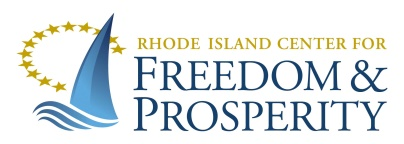 RHODE ISLAND CENTER FOR
FREEDOM &
PROSPERITY